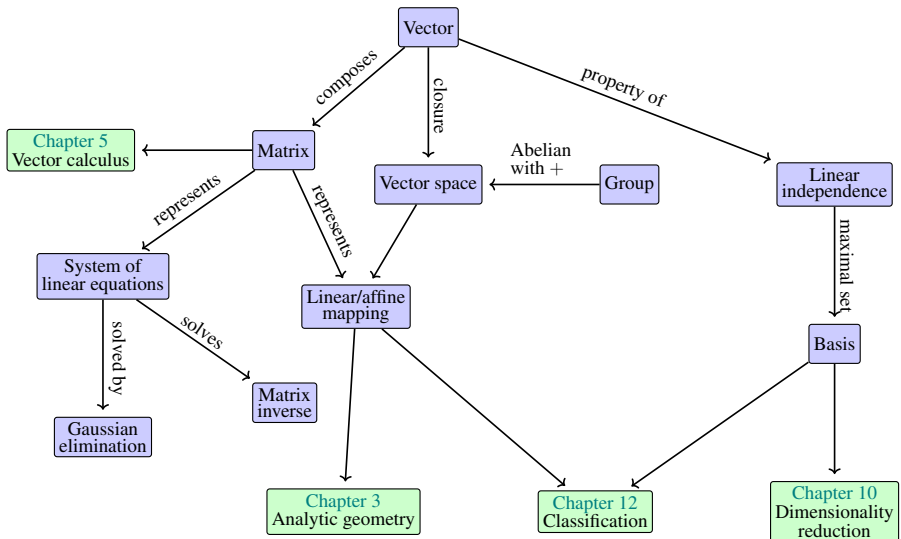 Vector
composes
closure
property of
Chapter 5
Vector calculus
Matrix
Abelian
with +
Vector space
Group
Linear
independence
represents
represents
maximal set
System of
linear equations
Linear/affine
mapping
solved by
solves
Basis
Matrix
inverse
Gaussian
elimination
Chapter 3
Analytic geometry
Chapter 12
Classification
Chapter 10
Dimensionality
reduction